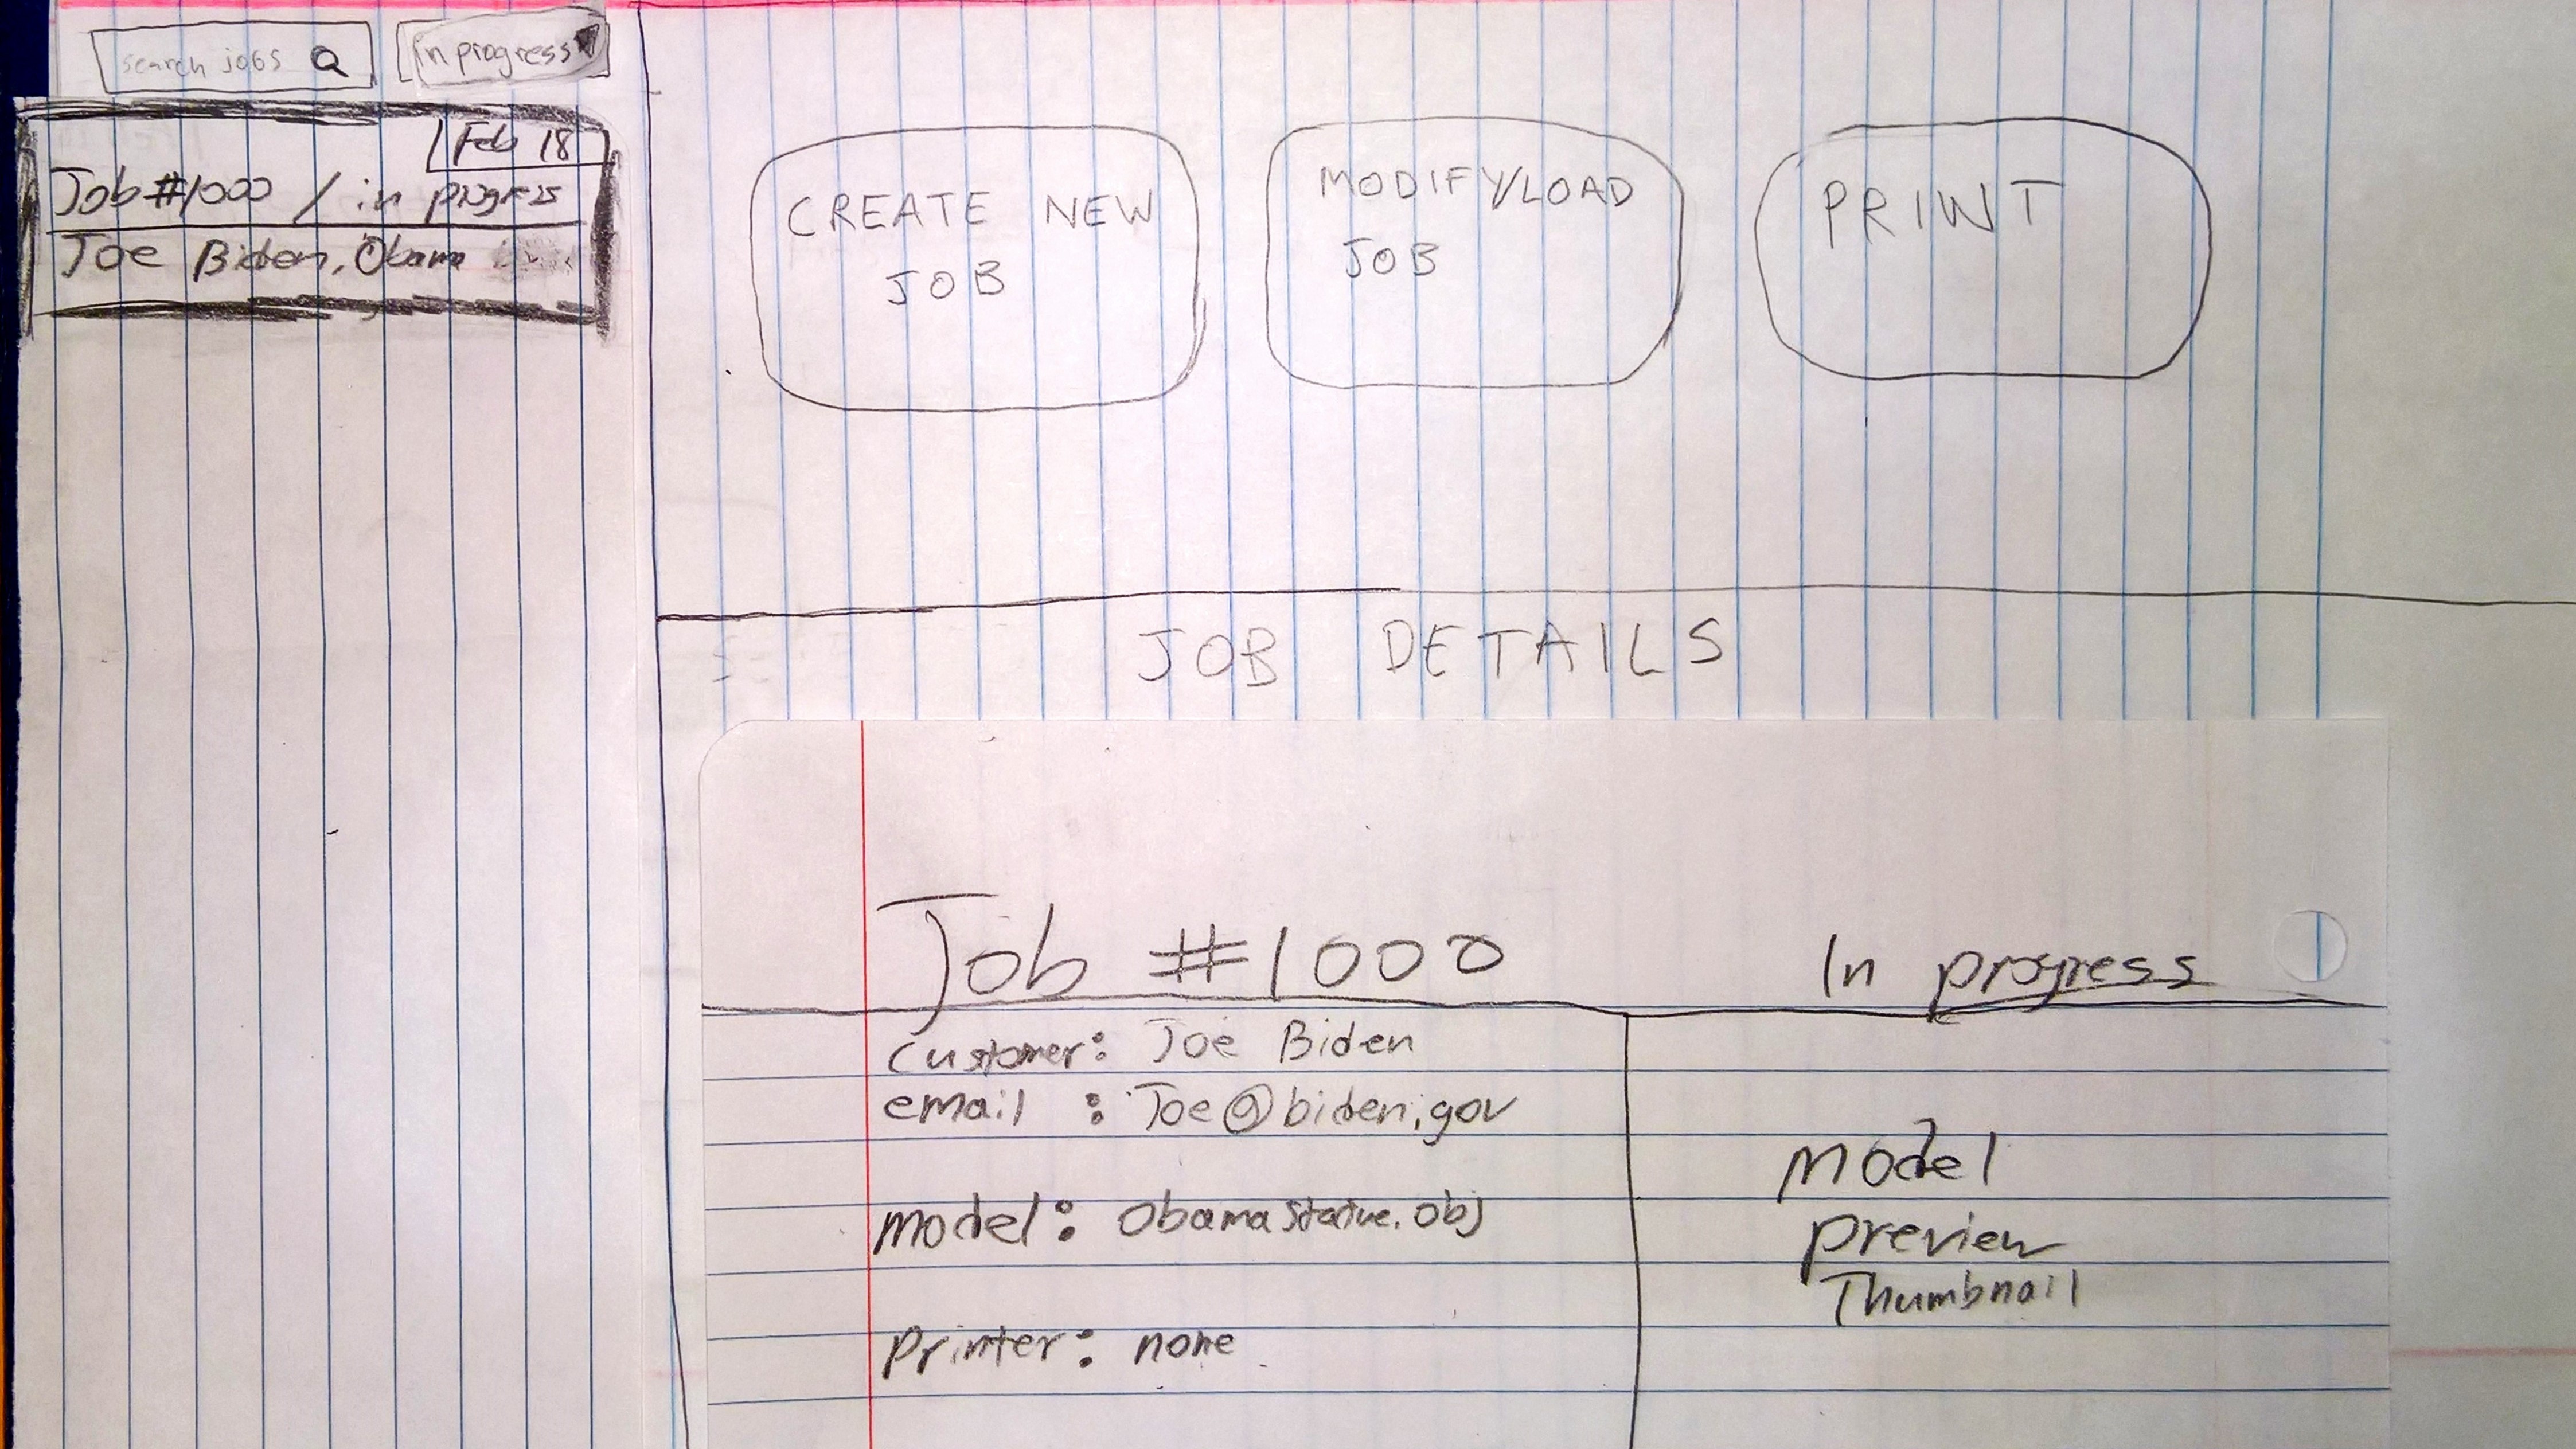 search jobs
in progress
Feb 18
Job #1000 / in progress
Joe Biden, Obama
CREATE NEW
JOB
MODIFY/LOAD
JOB
PRINT
JOB DETAILS
Job #1000
In progress
Customer: Joe Biden
email : Joe@biden.gov
model: Obama Statue.obj
Printer: none
Model
preview
Thumbnail